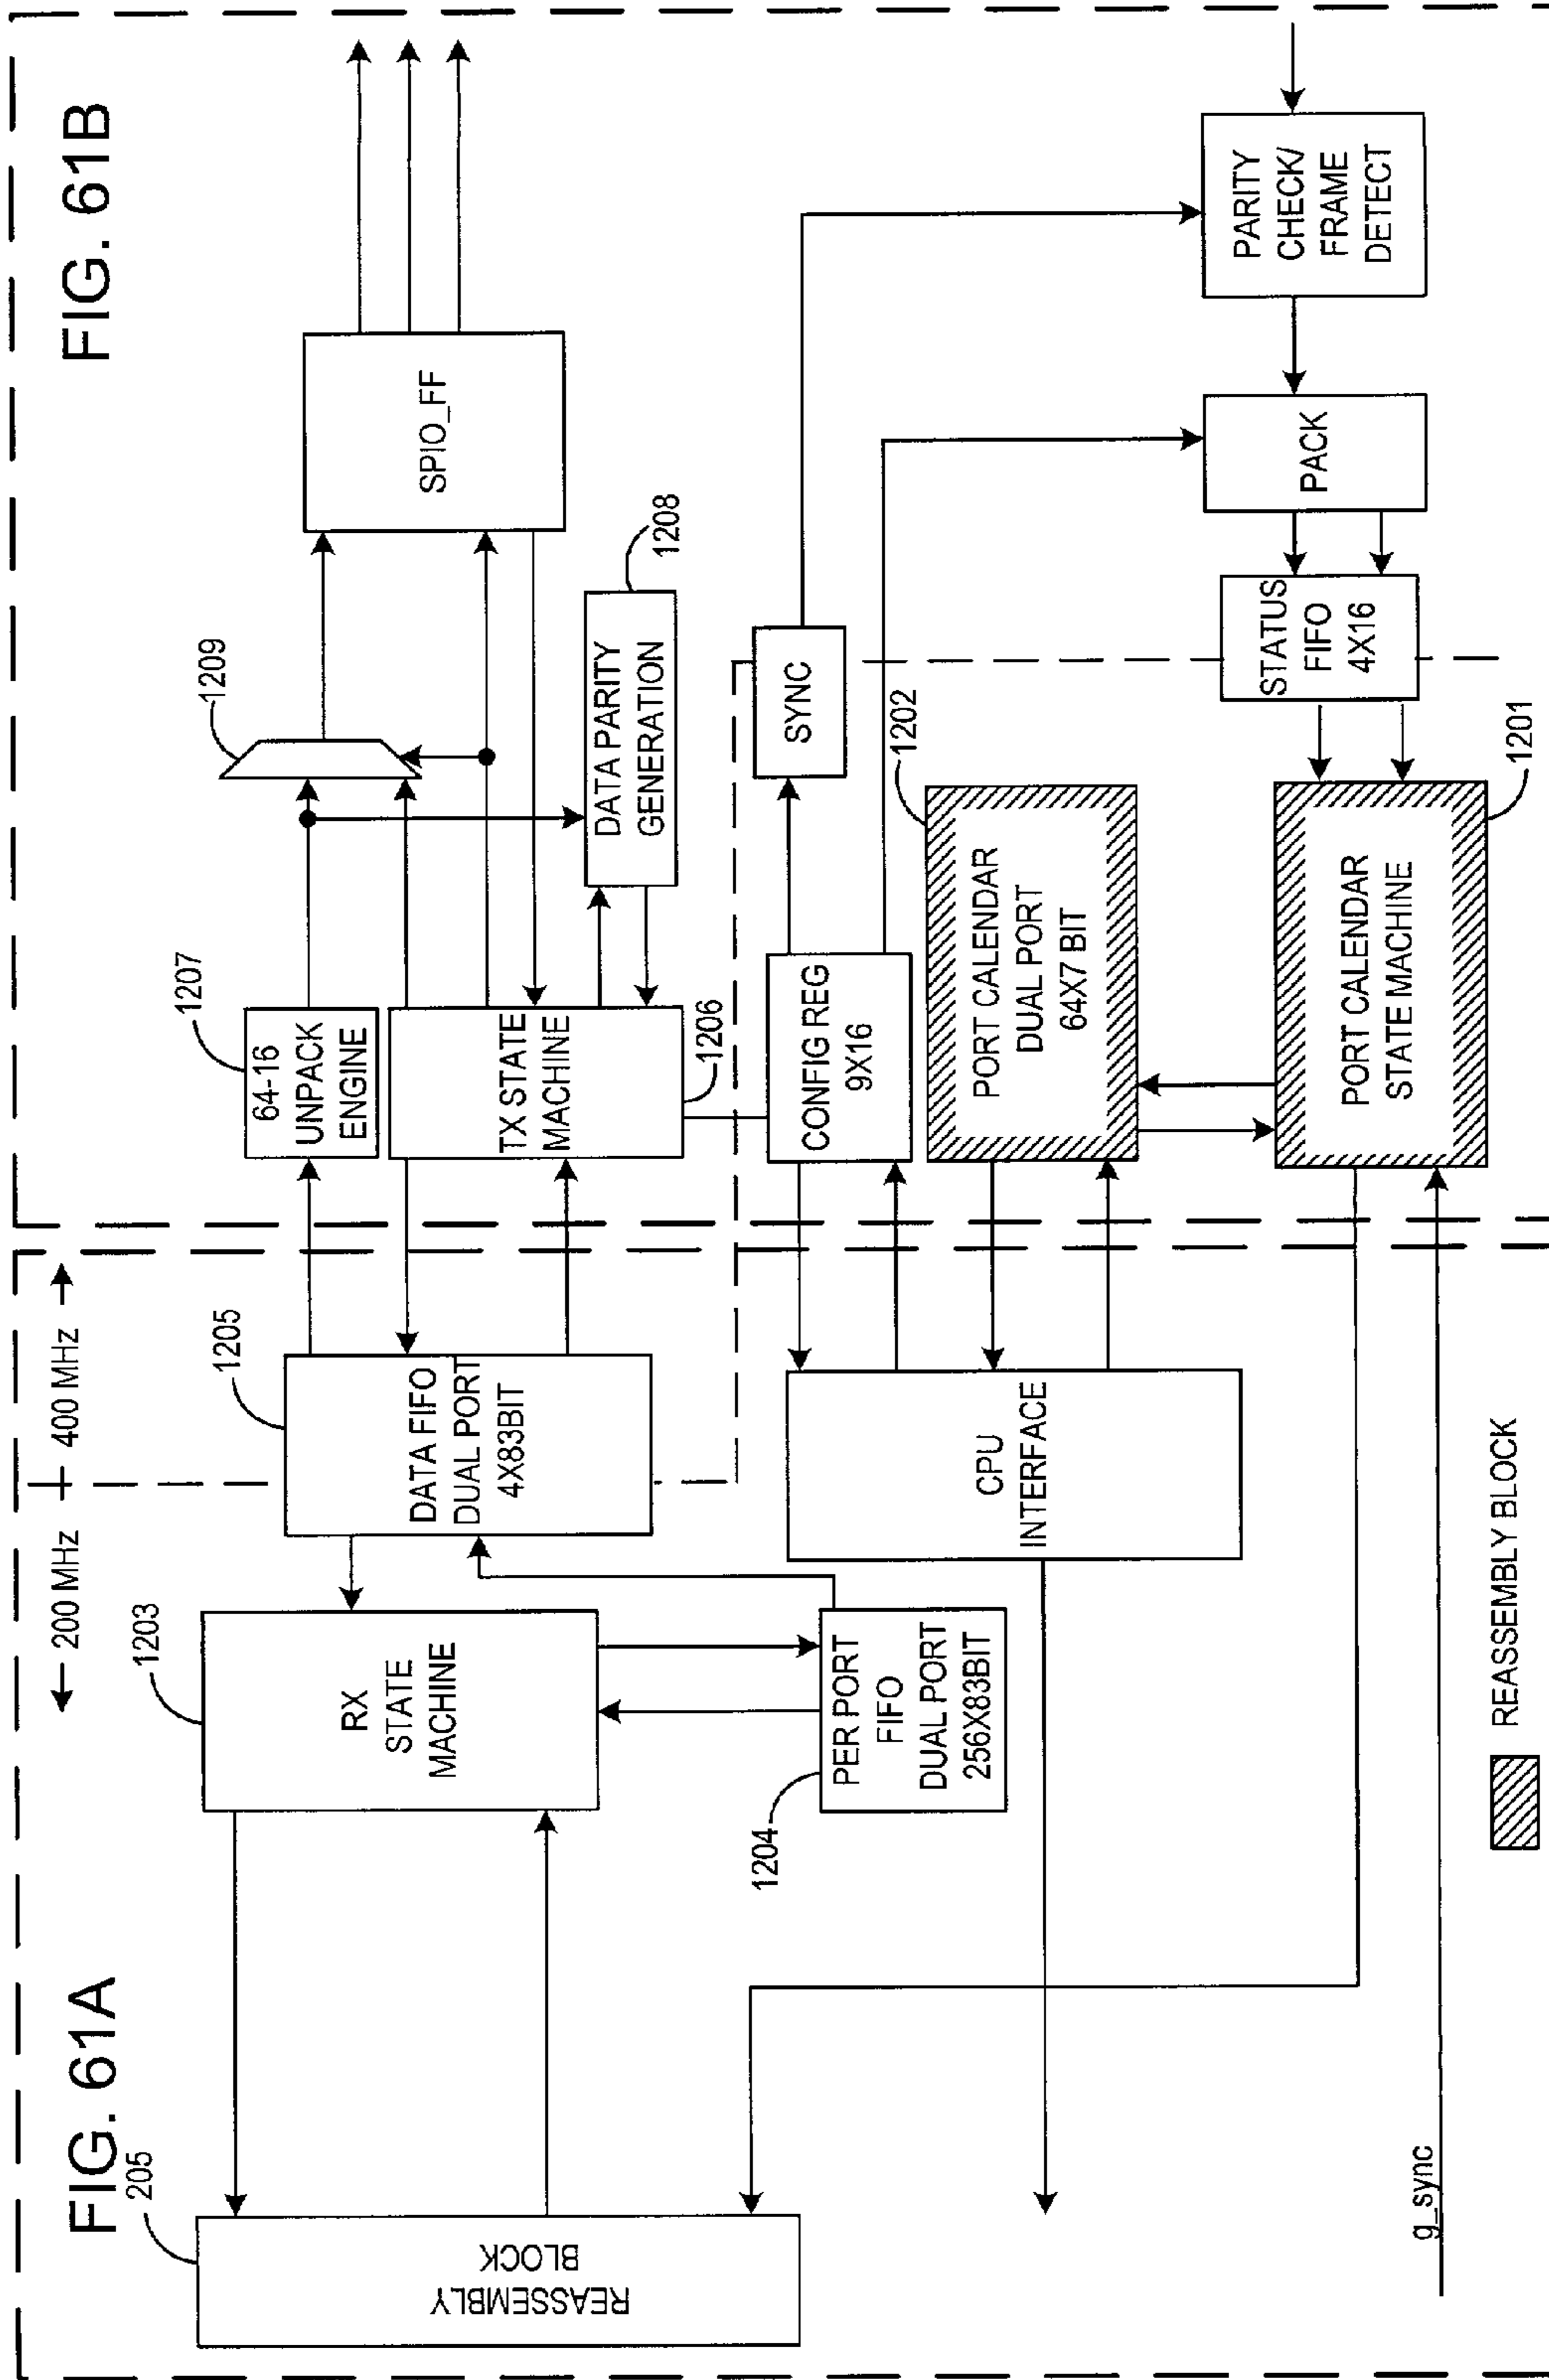 FIG. 61A
FIG. 61B
← 200 MHz
400 MHz →
205
REASSEMBLY
BLOCK
1203
RX
STATE
MACHINE
1204
PER PORT
FIFO
DUAL PORT
256X83BIT
1205
DATA FIFO
DUAL PORT
4X83BIT
CPU
INTERFACE
g_sync
REASSEMBLY BLOCK
1207
64-16
UNPACK
ENGINE
TX STATE
MACHINE
1206
1209
SPIO_FF
1208
DATA PARITY
GENERATION
CONFIG REG
9X16
SYNC
1202
PORT CALENDAR
DUAL PORT
64X7 BIT
PORT CALENDAR
STATE MACHINE
1201
STATUS
FIFO
4X16
PACK
PARITY
CHECK/
FRAME
DETECT